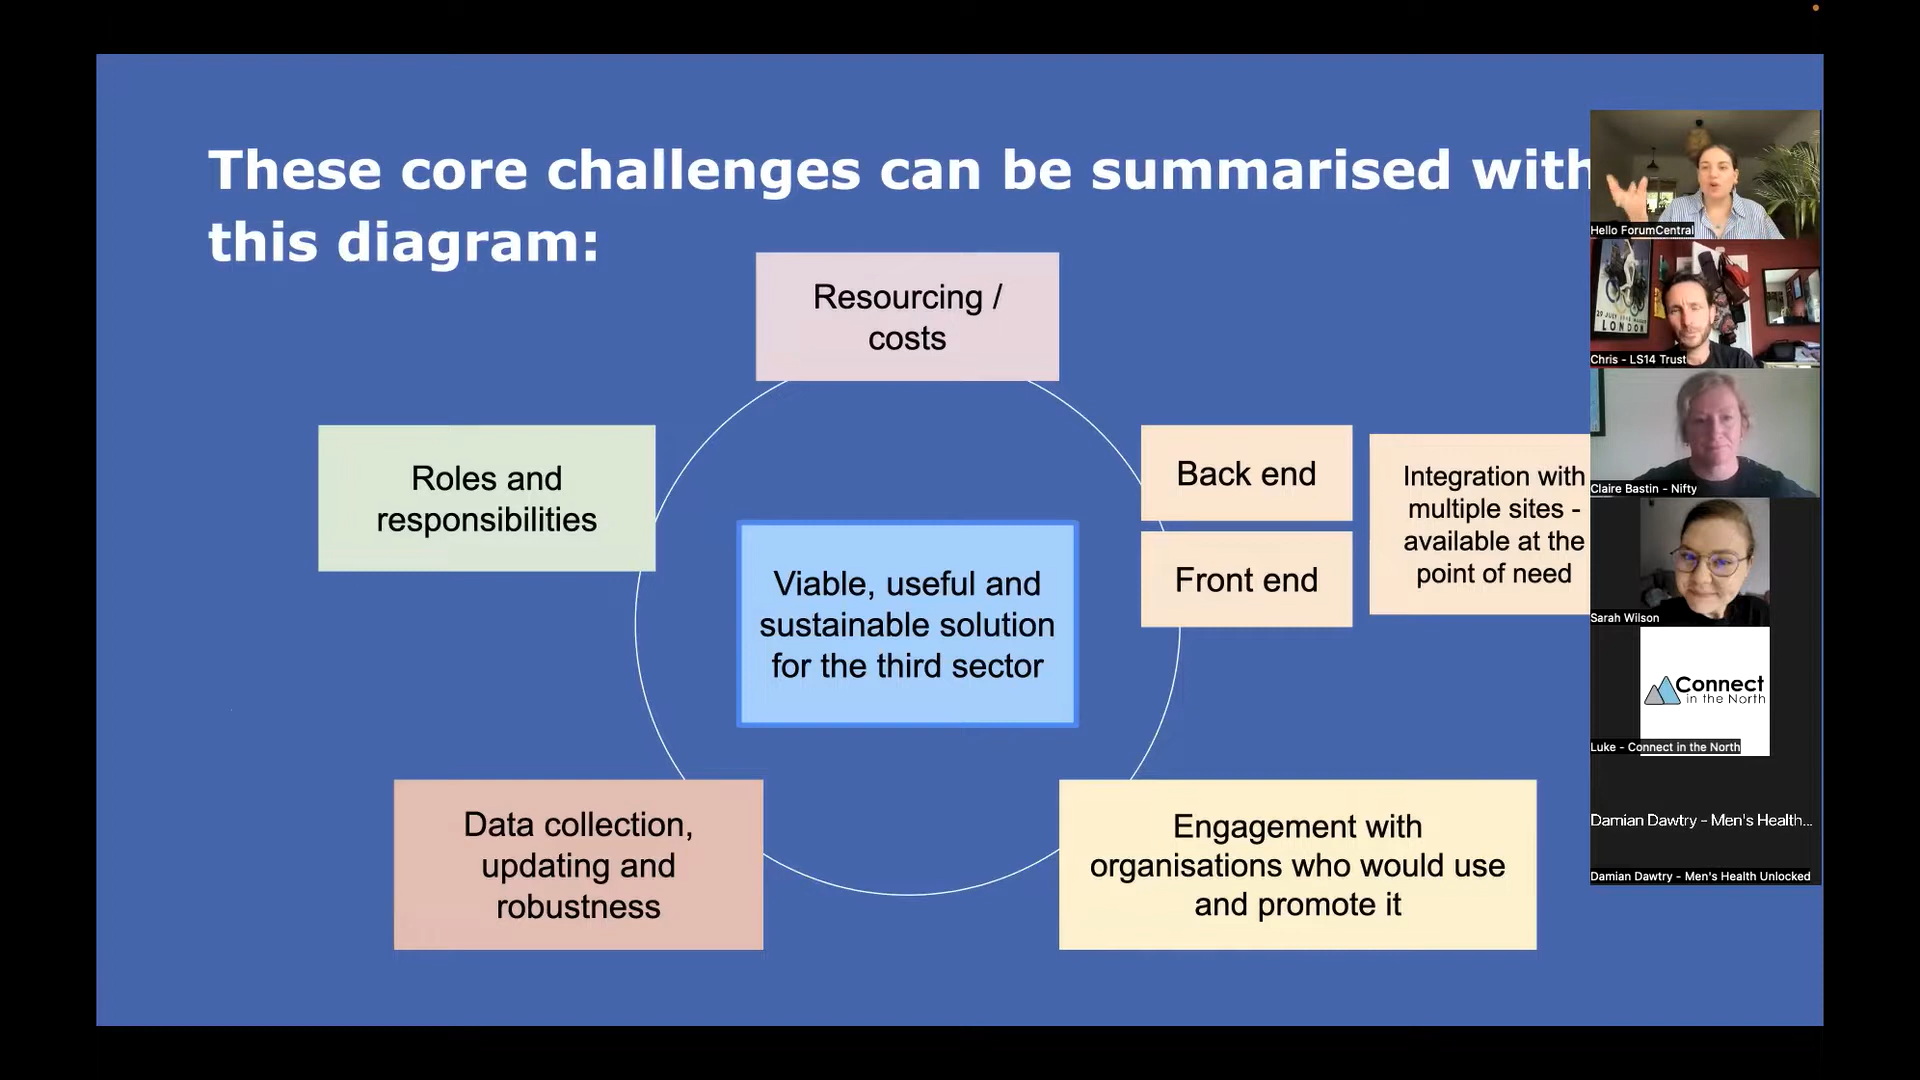 These core challenges can be summarised with
this diagram:
Resourcing /
costs
Roles and
responsibilities
Back end
Front end
Integration with
multiple sites -
available at the
point of need
Viable, useful and
sustainable solution
for the third sector
Data collection,
updating and
robustness
Engagement with
organisations who would use
and promote it
Hello ForumCentral
LONDON
Chris - LS14 Trust
Claire Bastin - Nifty
Sarah Wilson
Connect
in the North
Luke - Connect in the North
Damian Dawtry - Men's Health...
Damian Dawtry - Men's Health Unlocked